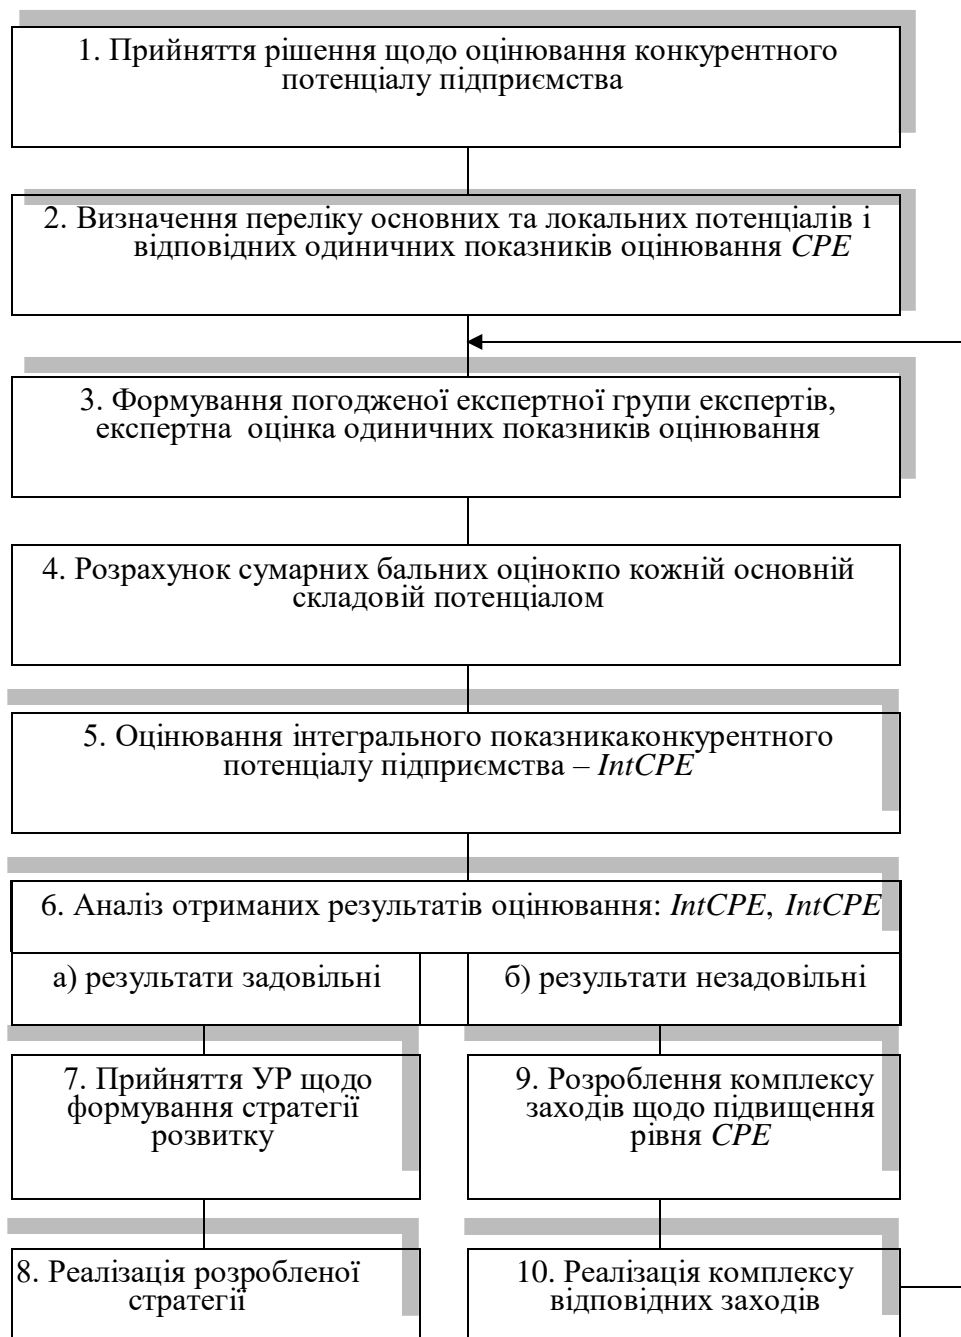 1. Прийняття рішення щодо оцінювання конкурентного
потенціалу підприємства
2. Визначення переліку основних та локальних потенціалів і
відповідних одиничних показників оцінювання CPE
3. Формування погодженої експертної групи експертів,
експертна оцінка одиничних показників оцінювання
4. Розрахунок сумарних бальних оцінокпо кожній основній
складовій потенціалом
5. Оцінювання інтегрального показникаконкурентного
потенціалу підприємства – IntCPE
6. Аналіз отриманих результатів оцінювання: IntCPE, IntCPE
а) результати задовільні
б) результати незадовільні
7. Прийняття УР щодо
формування стратегії
розвитку
9. Розроблення комплексу
заходів щодо підвищення
рівня CPE
8. Реалізація розробленої
стратегії
10. Реалізація комплексу
відповідних заходів